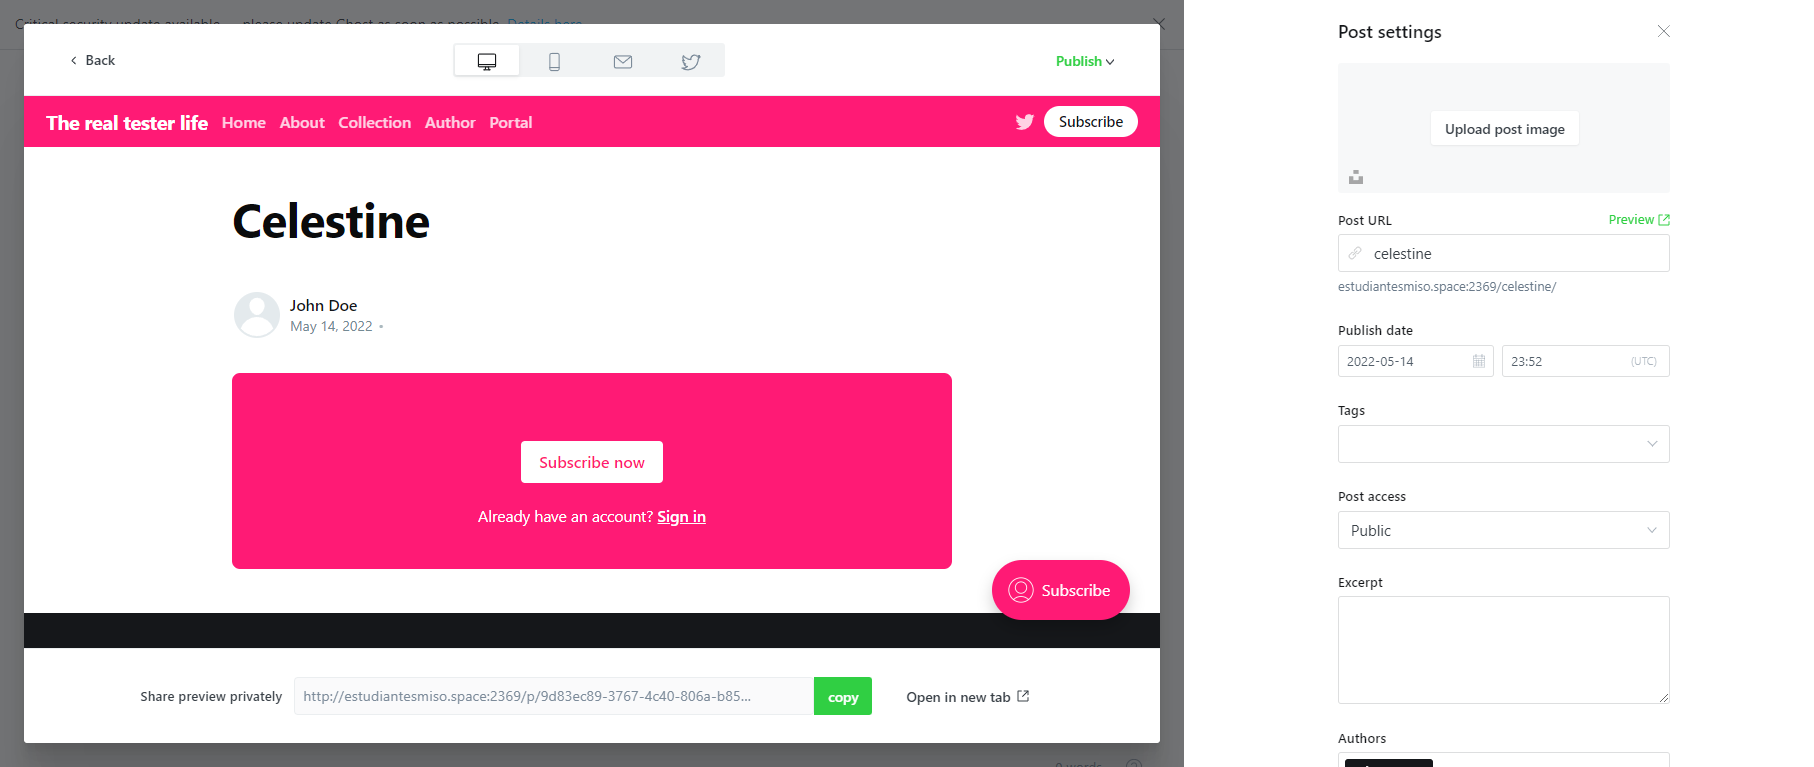 Critical security update available — please update Ghost as soon as possible. Details here
Back
Publish
The real tester life Home About Collection Author Portal
Subscribe
Celestine
John Doe
May 14, 2022 •
Subscribe now
Already have an account? Sign in
Subscribe
Share preview privately
http://estudiantesmiso.space:2369/p/9d83ec89-3767-4c40-806a-b85...
copy
Open in new tab
0 words
Post settings
Upload post image
Post URL Preview
celestine
estudiantesmiso.space:2369/celestine/
Publish date
2022-05-14 23:52 (UTC)
Tags
Post access
Public
Excerpt
Authors